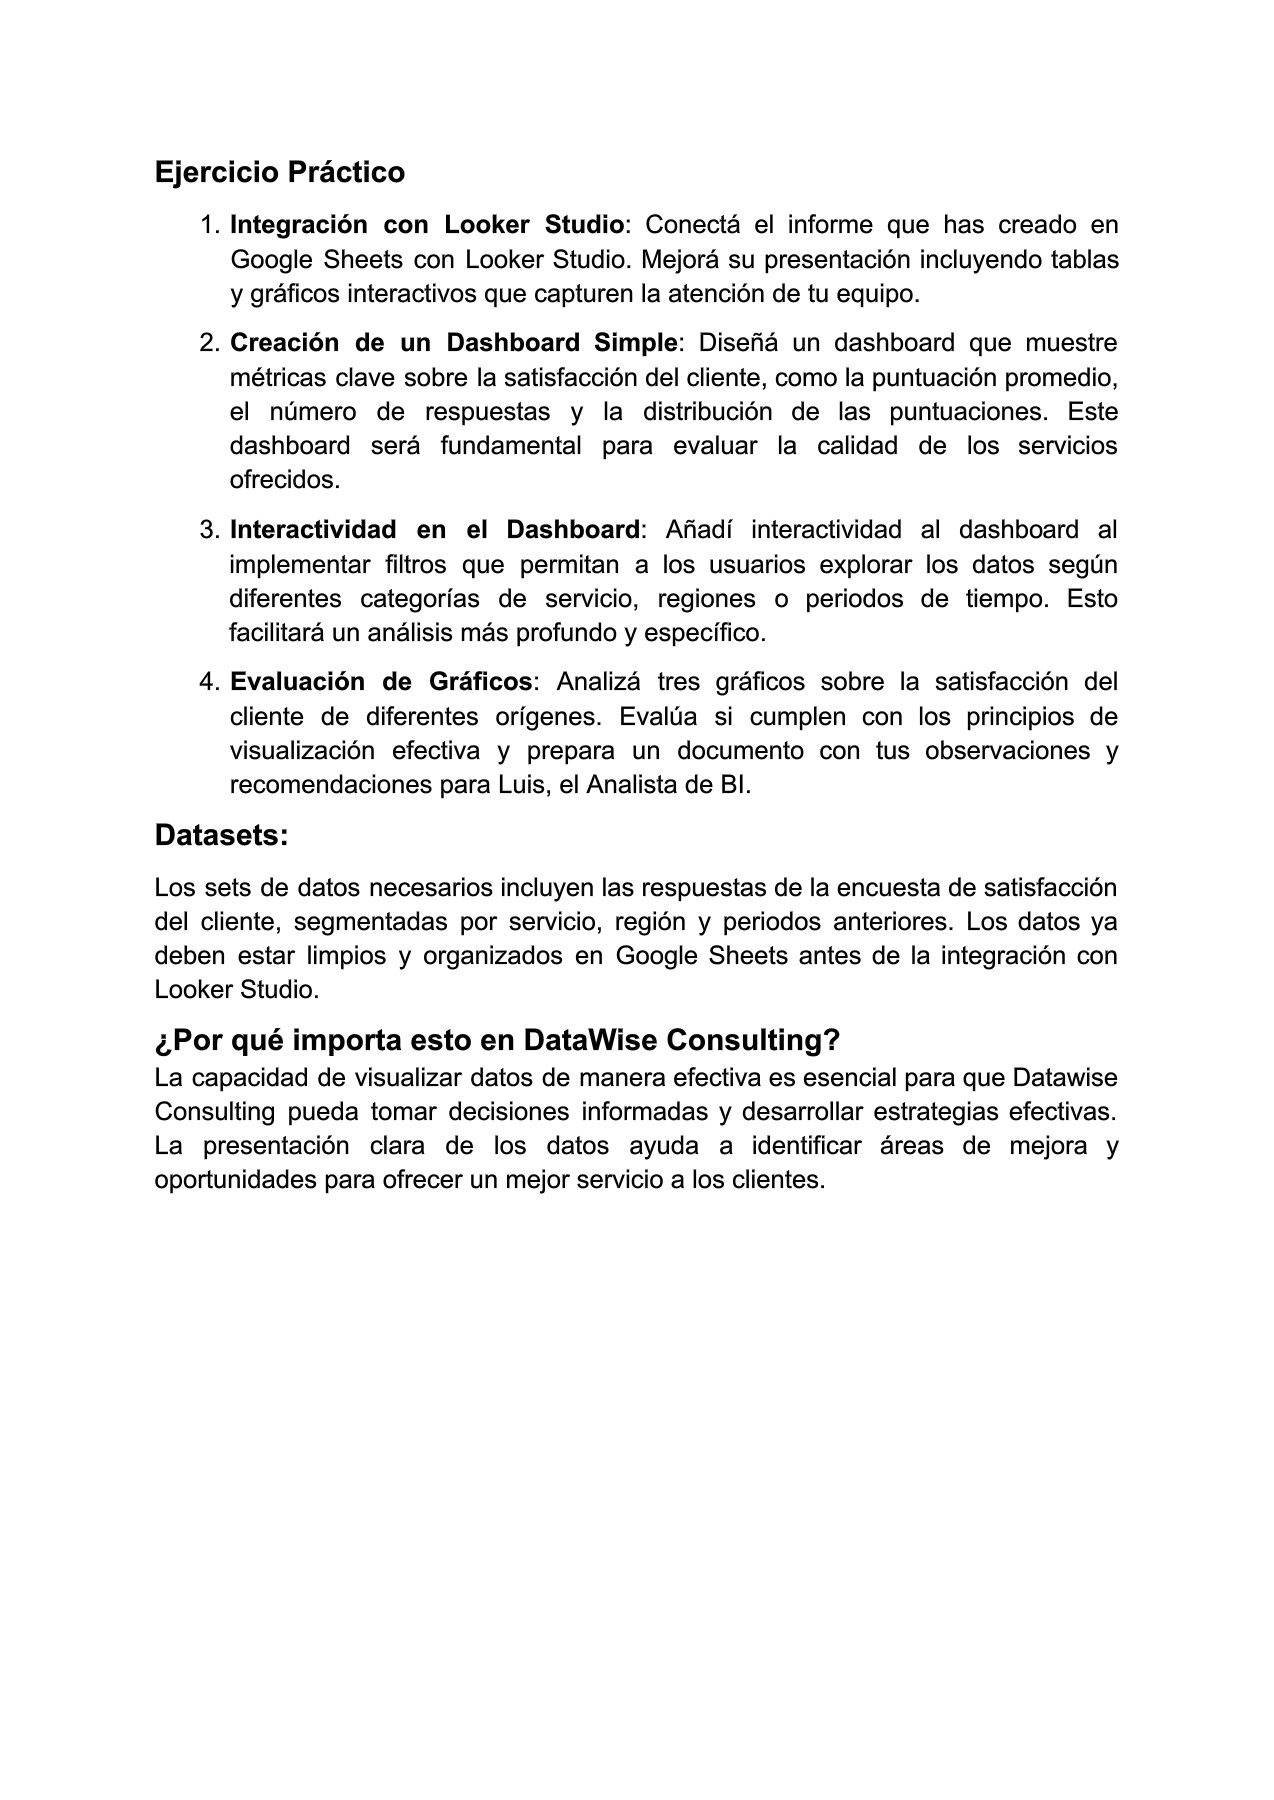 Ejercicio Práctico
1. Integración con Looker Studio: Conectá el informe que has creado en
Google Sheets con Looker Studio. Mejorá su presentación incluyendo tablas
y gráficos interactivos que capturen la atención de tu equipo.
2. Creación de un Dashboard Simple: Diseñá un dashboard que muestre
métricas clave sobre la satisfacción del cliente, como la puntuación promedio,
el número de respuestas y la distribución de las puntuaciones. Este
dashboard será fundamental para evaluar la calidad de los servicios
ofrecidos.
3. Interactividad en el Dashboard: Añadí interactividad al dashboard al
implementar filtros que permitan a los usuarios explorar los datos según
diferentes categorías de servicio, regiones o periodos de tiempo. Esto
facilitará un análisis más profundo y específico.
4. Evaluación de Gráficos: Analizá tres gráficos sobre la satisfacción del
cliente de diferentes orígenes. Evalúa si cumplen con los principios de
visualización efectiva y prepara un documento con tus observaciones y
recomendaciones para Luis, el Analista de BI.
Datasets:
Los sets de datos necesarios incluyen las respuestas de la encuesta de satisfacción
del cliente, segmentadas por servicio, región y periodos anteriores. Los datos ya
deben estar limpios y organizados en Google Sheets antes de la integración con
Looker Studio.
¿Por qué importa esto en DataWise Consulting?
La capacidad de visualizar datos de manera efectiva es esencial para que Datawise
Consulting pueda tomar decisiones informadas y desarrollar estrategias efectivas.
La presentación clara de los datos ayuda a identificar áreas de mejora y
oportunidades para ofrecer un mejor servicio a los clientes.